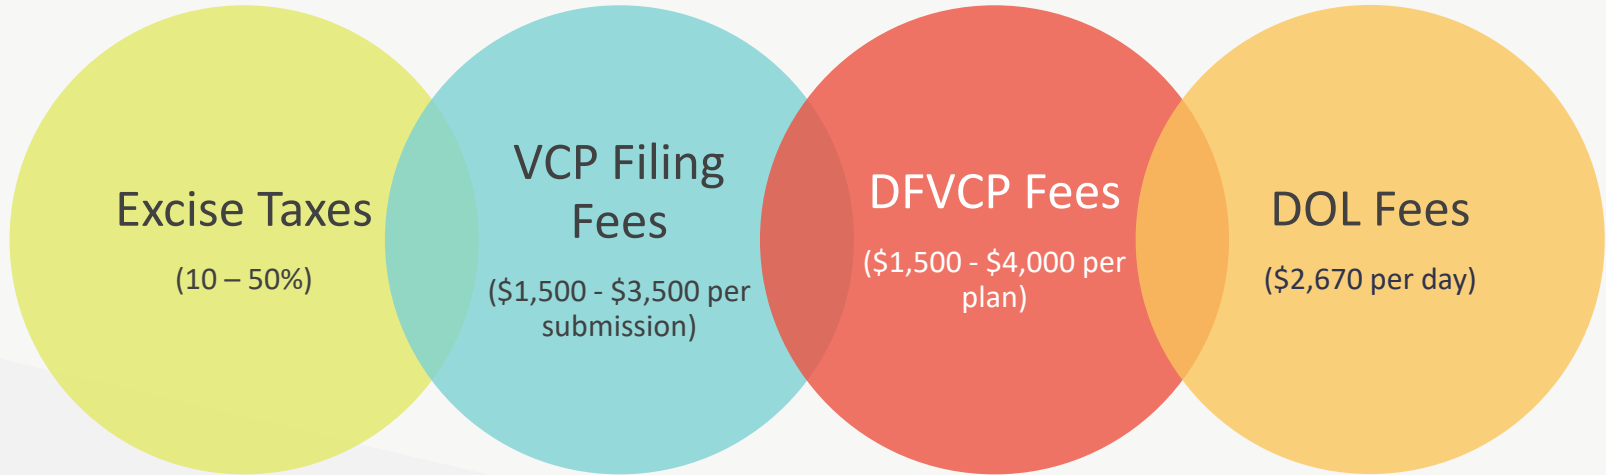 Excise Taxes
(10 – 50%)
VCP Filing
Fees
($1,500 - $3,500 per
submission)
DFVCP Fees
($1,500 - $4,000 per
plan)
DOL Fees
($2,670 per day)